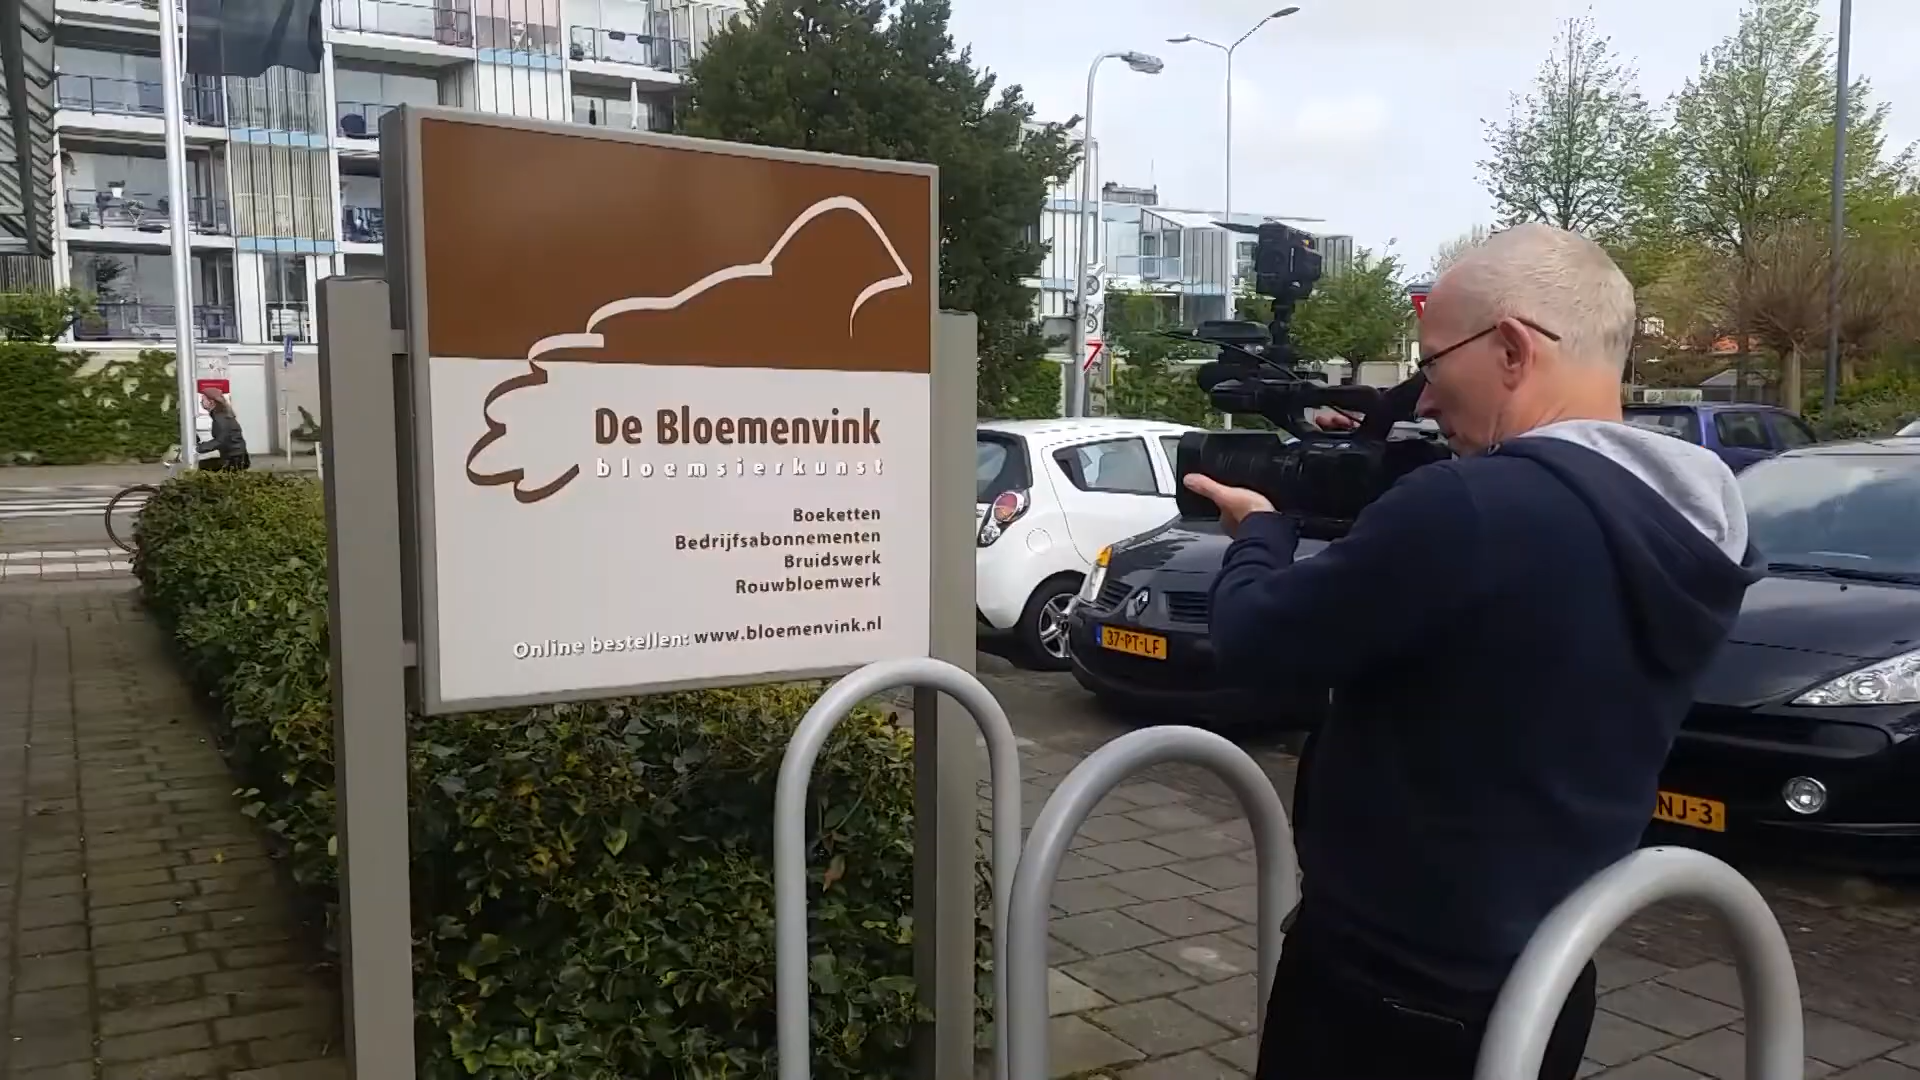 De Bloemenvink
bloemsierkunst
Boeketten
Bedrijfsabonnementen
Bruidswerk
Rouwbloemwerk
Online bestellen: www.bloemenvink.nl
37-PT-LF
NJ-3